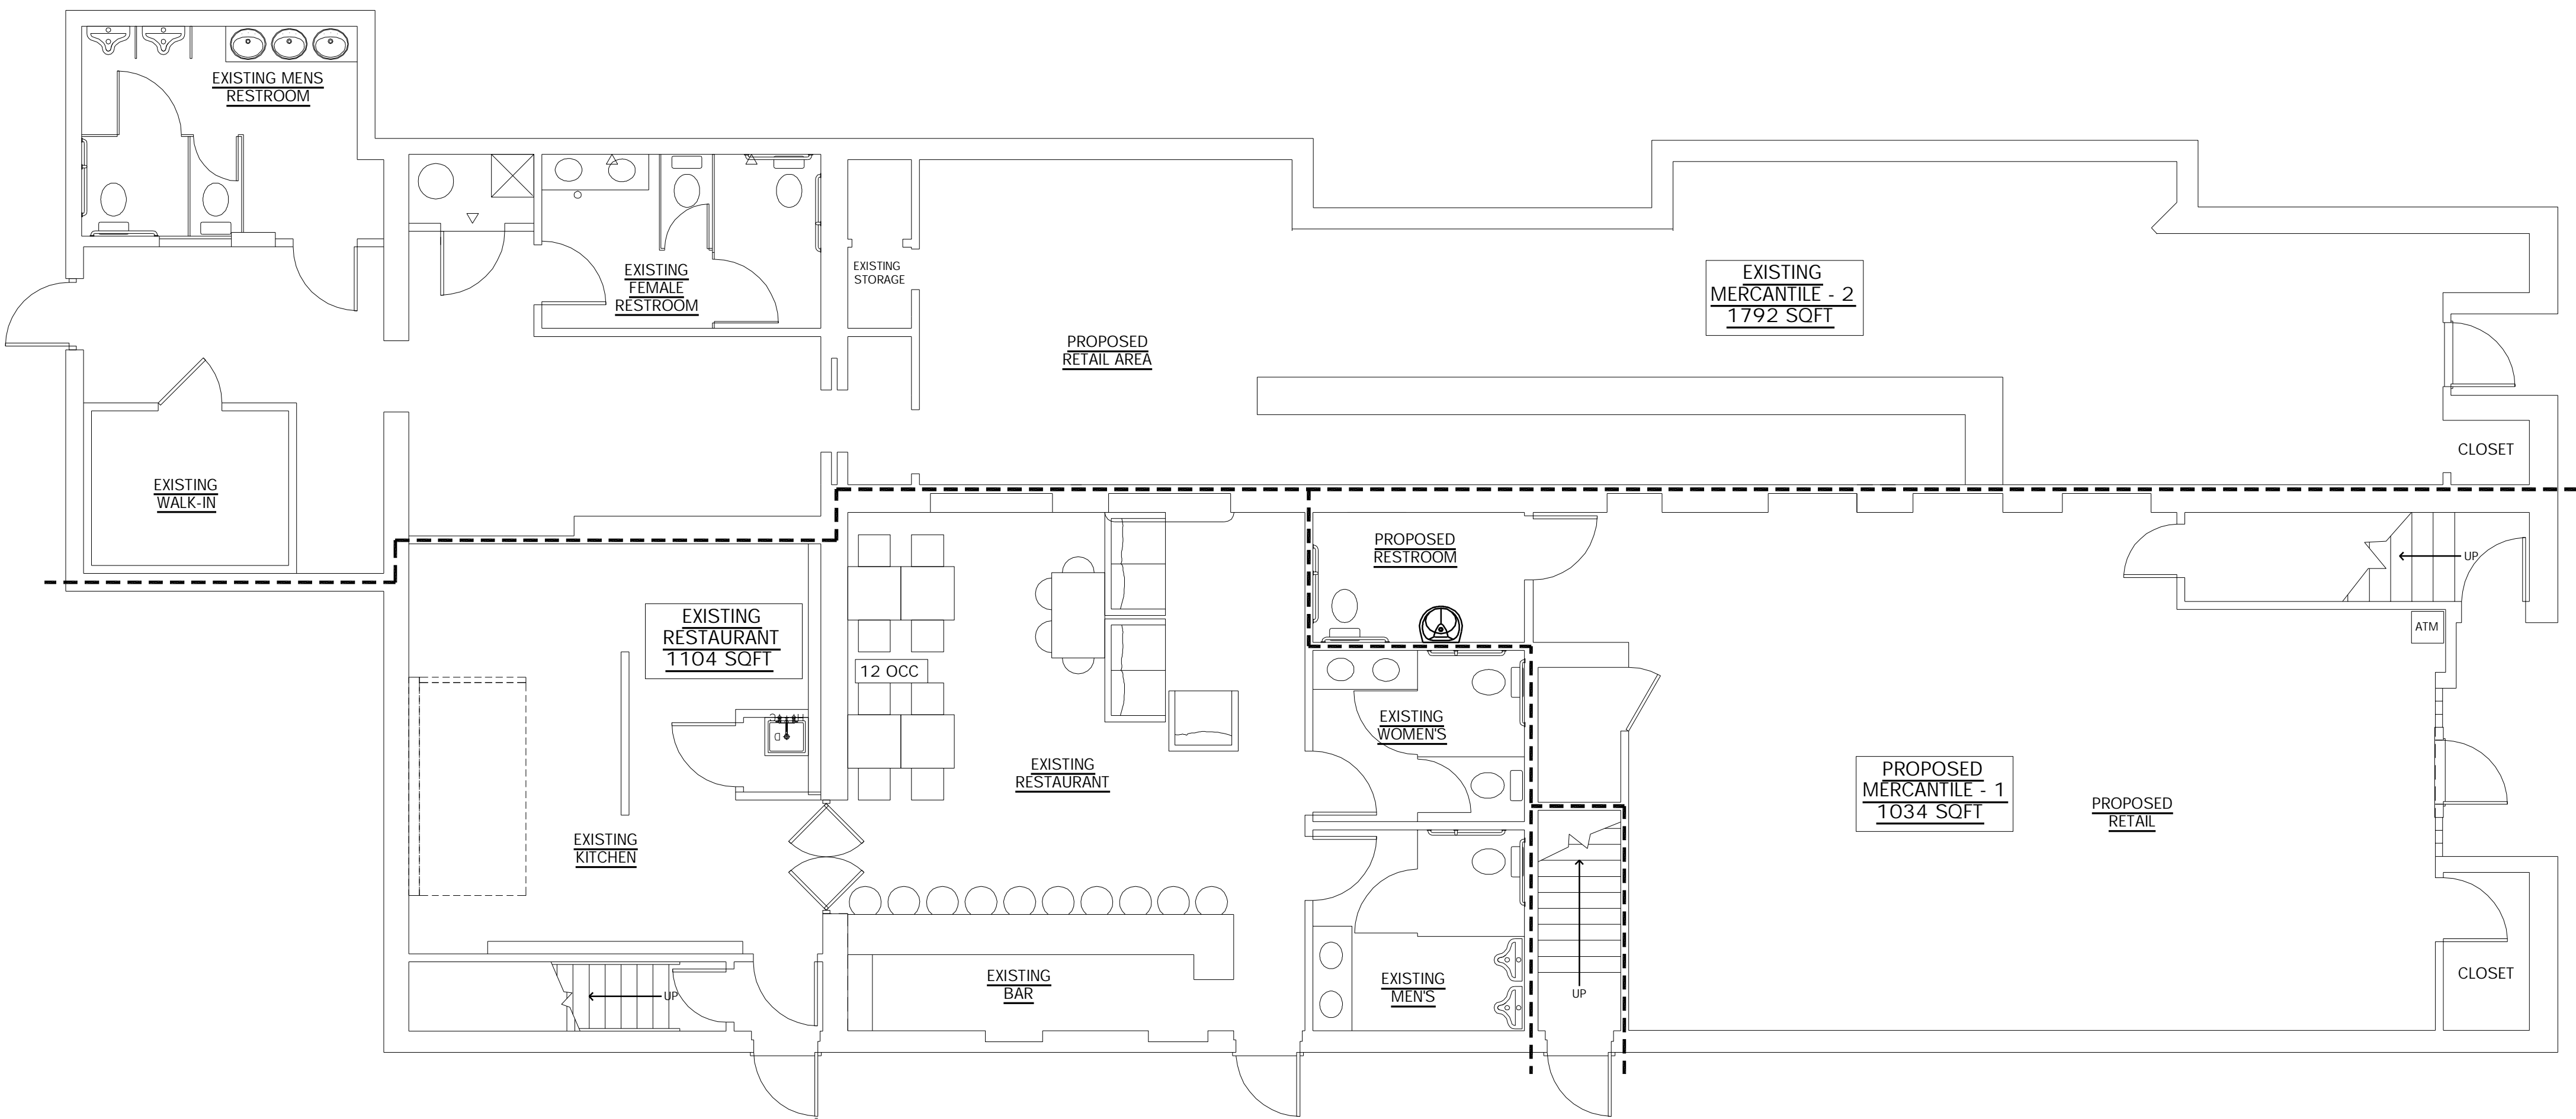 EXISTING MENS
RESTROOM
EXISTING
FEMALE
RESTROOM
EXISTING
STORAGE
PROPOSED
RETAIL AREA
EXISTING
MERCANTILE - 2
1792 SQFT
CLOSET
EXISTING
WALK-IN
PROPOSED
RESTROOM
UP
EXISTING
RESTAURANT
1104 SQFT
ATM
12 OCC
EXISTING
WOMEN'S
EXISTING
RESTAURANT
PROPOSED
MERCANTILE - 1
1034 SQFT
PROPOSED
RETAIL
EXISTING
KITCHEN
EXISTING
BAR
EXISTING
MEN'S
CLOSET
UP
UP